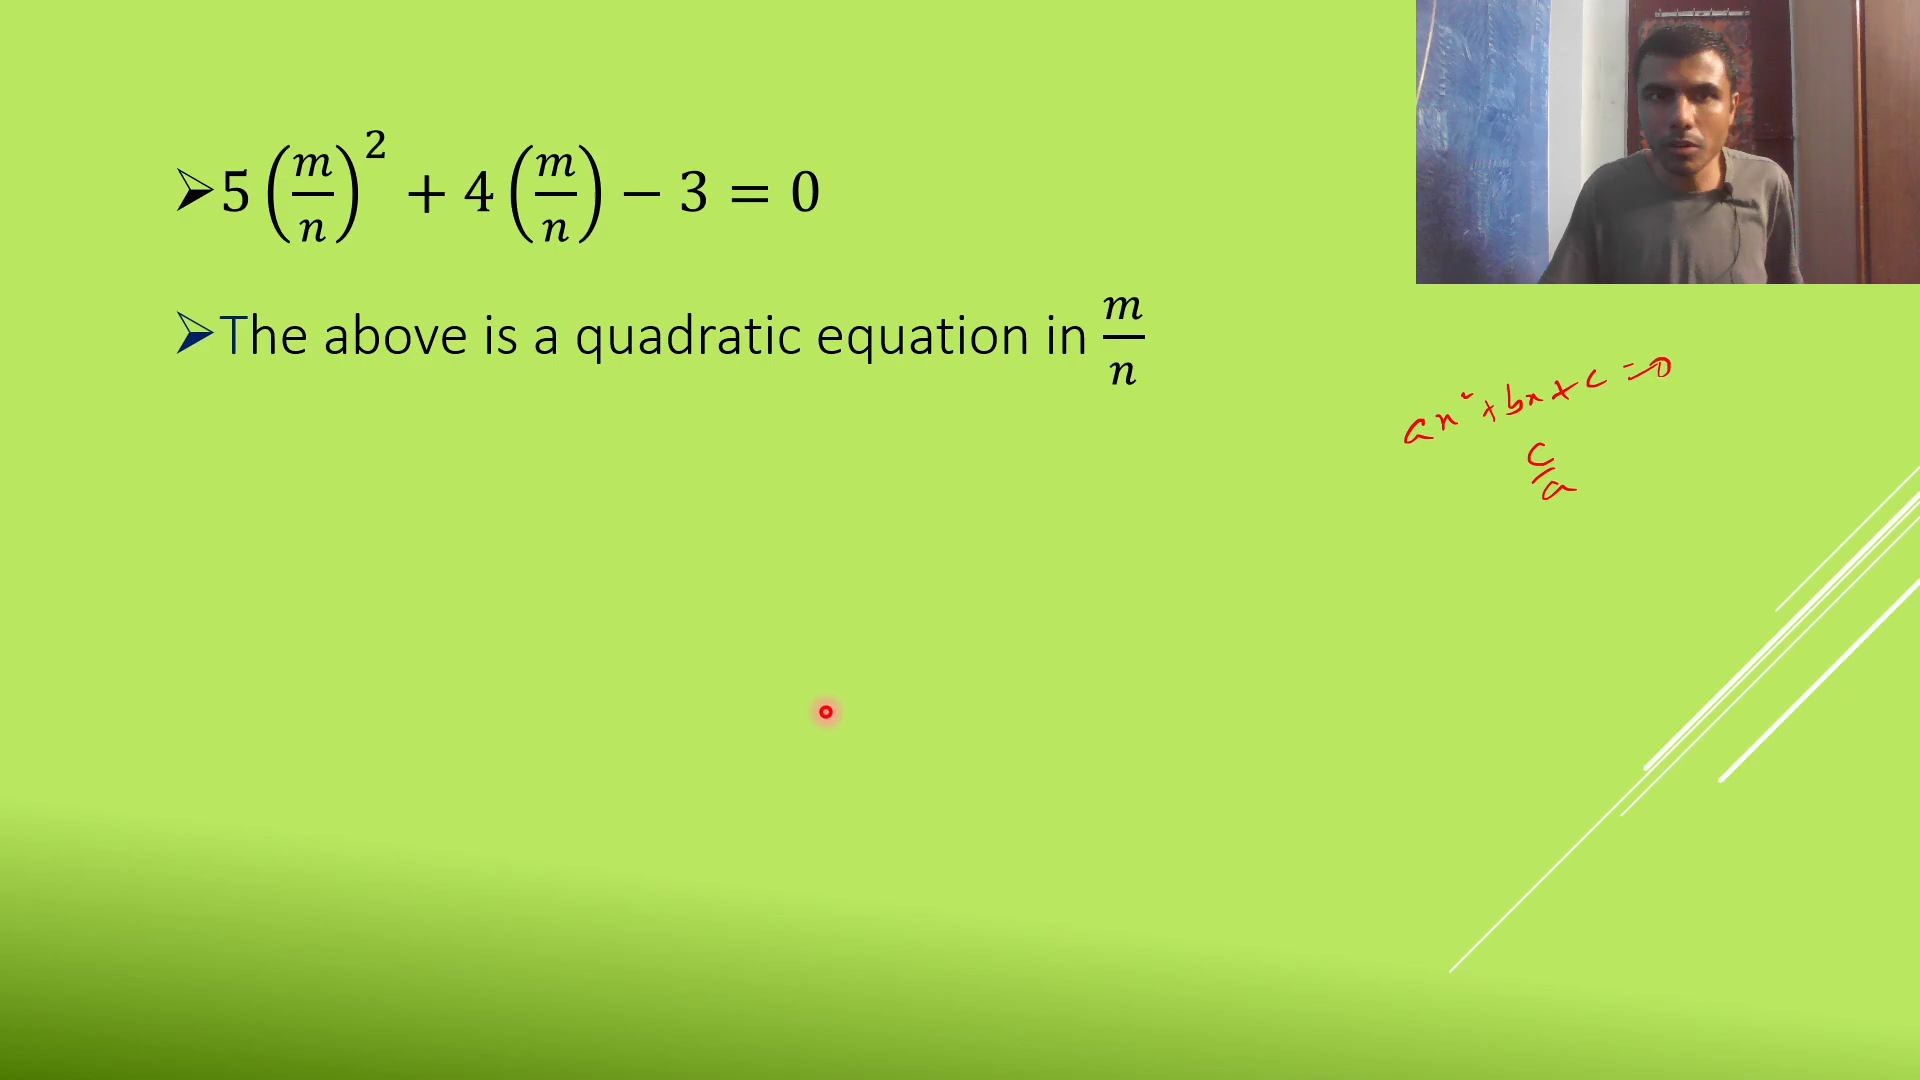 ➢5(m/n)² + 4(m/n) − 3 = 0
➢The above is a quadratic equation in m/n
ax² + bx + c = 0
c/a